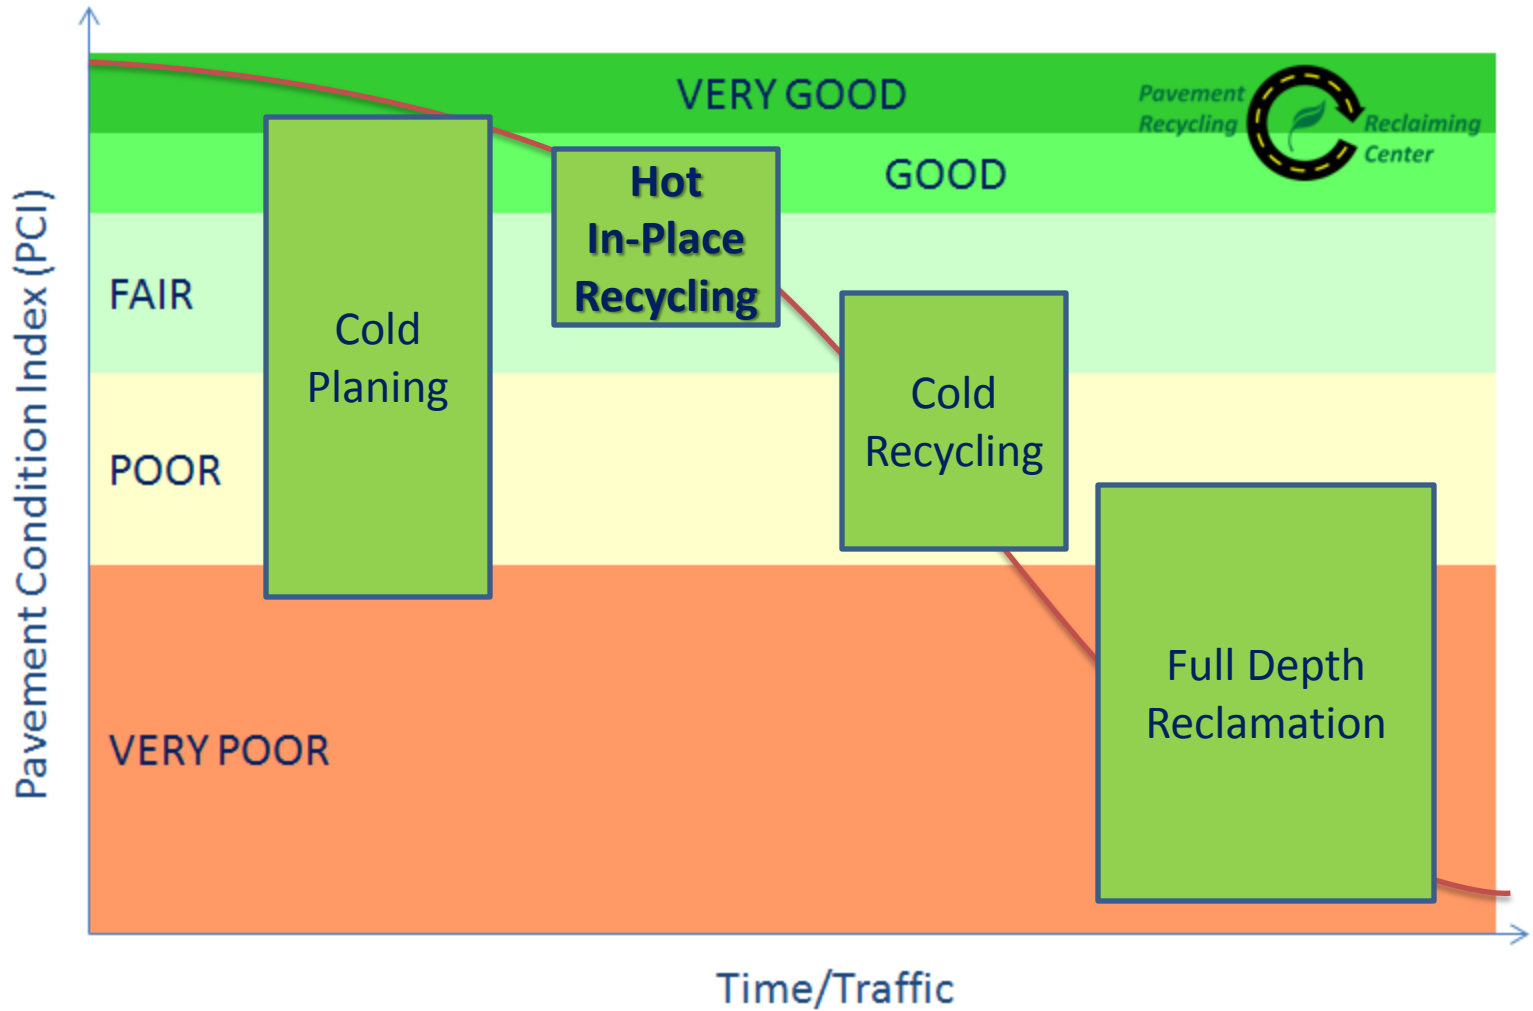 VERY GOOD
Pavement
Recycling
Reclaiming
Center
GOOD
Hot
In-Place
Recycling
FAIR
Cold
Planing
POOR
Cold
Recycling
Full Depth
Reclamation
VERY POOR
Pavement Condition Index (PCI)
Time/Traffic